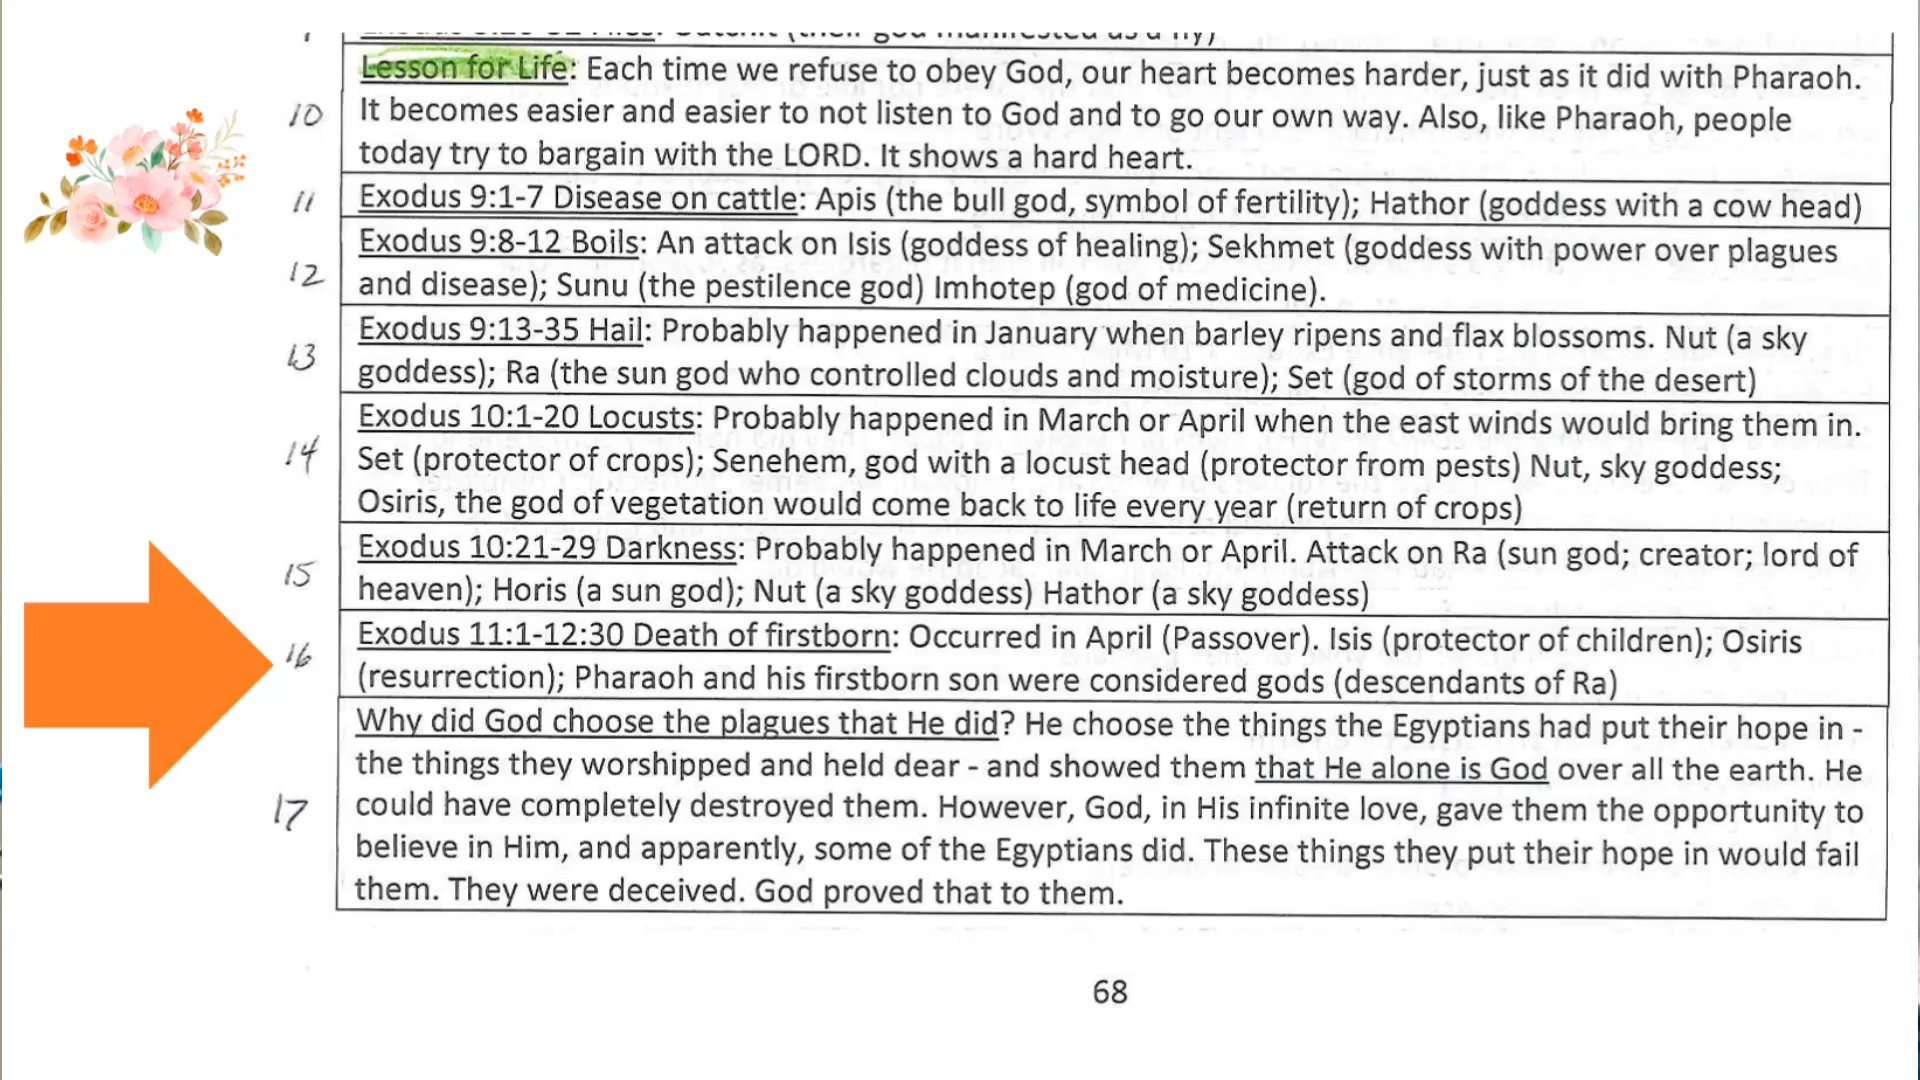 9
Exodus 8:20-32 Flies: Uatchit (their god manifested as a fly)
Lesson for Life: Each time we refuse to obey God, our heart becomes harder, just as it did with Pharaoh.
10
It becomes easier and easier to not listen to God and to go our own way. Also, like Pharaoh, people
today try to bargain with the LORD. It shows a hard heart.
11
Exodus 9:1-7 Disease on cattle: Apis (the bull god, symbol of fertility); Hathor (goddess with a cow head)
Exodus 9:8-12 Boils: An attack on Isis (goddess of healing); Sekhmet (goddess with power over plagues
12
and disease); Sunu (the pestilence god) Imhotep (god of medicine).
Exodus 9:13-35 Hail: Probably happened in January when barley ripens and flax blossoms. Nut (a sky
13
goddess); Ra (the sun god who controlled clouds and moisture); Set (god of storms of the desert)
Exodus 10:1-20 Locusts: Probably happened in March or April when the east winds would bring them in.
14
Set (protector of crops); Senehem, god with a locust head (protector from pests) Nut, sky goddess;
Osiris, the god of vegetation would come back to life every year (return of crops)
Exodus 10:21-29 Darkness: Probably happened in March or April. Attack on Ra (sun god; creator; lord of
15
heaven); Horis (a sun god); Nut (a sky goddess) Hathor (a sky goddess)
Exodus 11:1-12:30 Death of firstborn: Occurred in April (Passover). Isis (protector of children); Osiris
16
(resurrection); Pharaoh and his firstborn son were considered gods (descendants of Ra)
Why did God choose the plagues that He did? He choose the things the Egyptians had put their hope in -
the things they worshipped and held dear - and showed them that He alone is God over all the earth. He
17
could have completely destroyed them. However, God, in His infinite love, gave them the opportunity to
believe in Him, and apparently, some of the Egyptians did. These things they put their hope in would fail
them. They were deceived. God proved that to them.
68